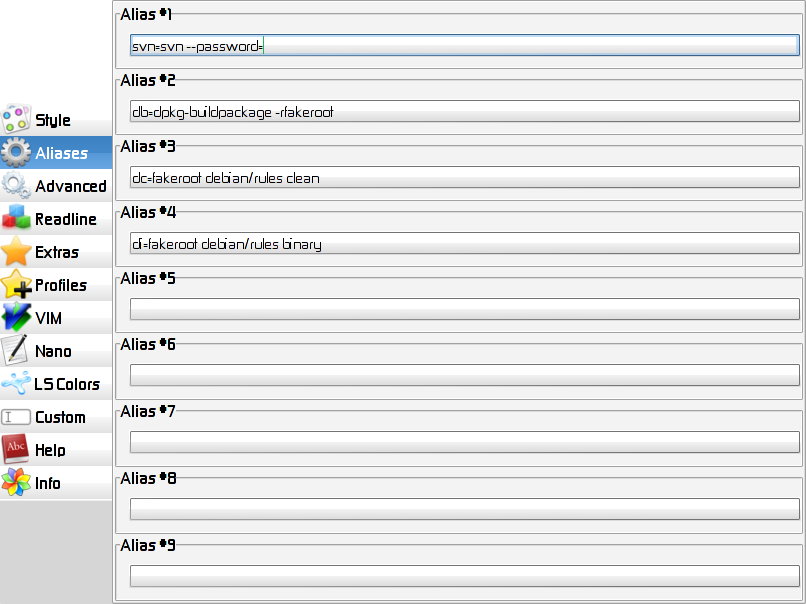 Style
Aliases
Advanced
Readline
Extras
Profiles
VIM
Nano
LS Colors
Custom
Abc
Help
Info
Alias #1
svn=svn --password=
Alias #2
db=dpkg-buildpackage -rfakeroot
Alias #3
dc=fakeroot debian/rules clean
Alias #4
di=fakeroot debian/rules binary
Alias #5
Alias #6
Alias #7
Alias #8
Alias #9